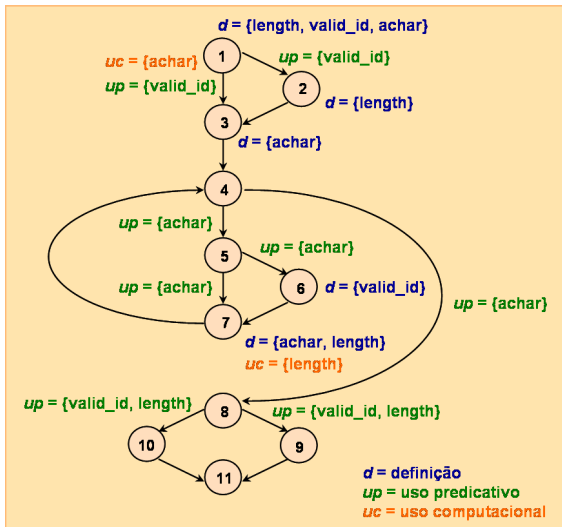 d = {length, valid_id, achar}
1
uc = {achar}
up = {valid_id}
up = {valid_id}
2
d = {length}
3
d = {achar}
4
up = {achar}
up = {achar}
5
up = {achar}
6
d = {valid_id}
up = {achar}
7
d = {achar, length}
uc = {length}
up = {valid_id, length}
8
up = {valid_id, length}
10
9
11
d = definição
up = uso predicativo
uc = uso computacional